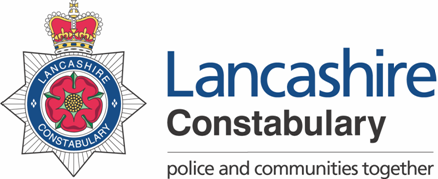 LANCASHIRE
CONSTABULARY
Lancashire
Constabulary
police and communities together